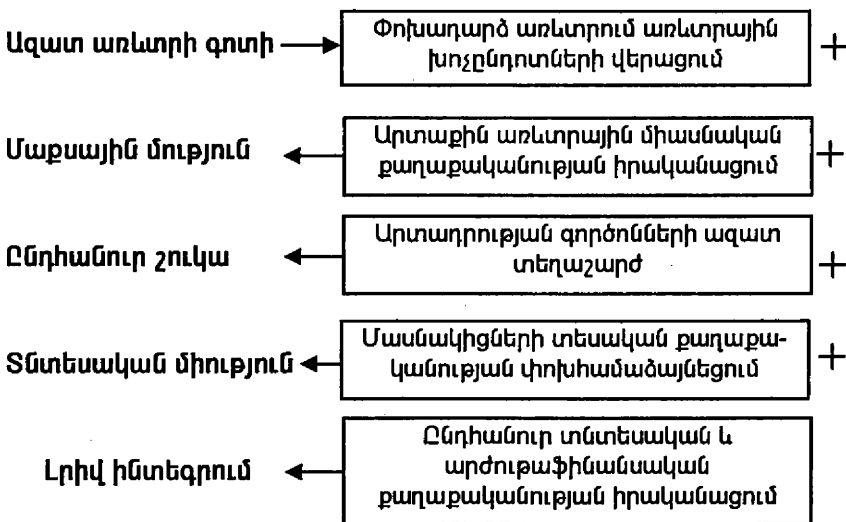 Ազատ առևտրի գոտի
Փոխադարձ առևտրում առևտրային
խոչընդոտների վերացում
+
Մաքսային մություն
Արտաքին առևտրային միասնական
քաղաքականության իրականացում
+
Ընդհանուր շուկա
Արտադրության գործոնների ազատ
տեղաշարժ
+
Տնտեսական միություն
Մասնակիցների տեսական քաղաքա-
կանության փոխհամաձայնեցում
+
Լրիվ ինտեգրում
Ընդհանուր տնտեսական և
արժութաֆինանսական
քաղաքականության իրականացում